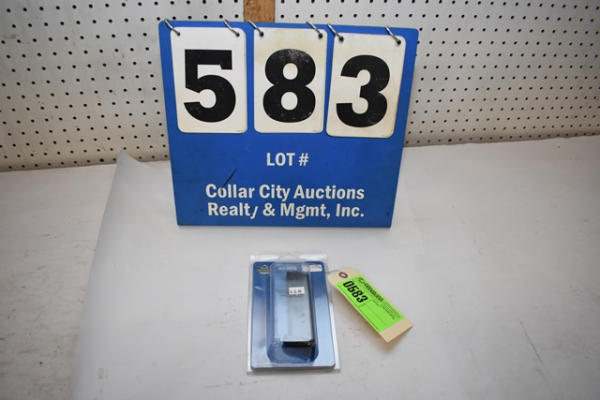 583
LOT #
Collar City Auctions
Realty & Mgmt, Inc.
0583